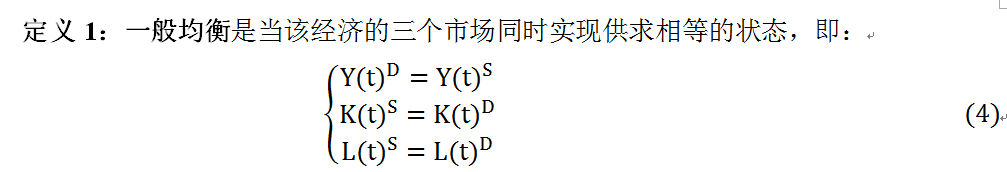 定义 1：一般均衡是当该经济的三个市场同时实现供求相等的状态，即：
Y(t)^D = Y(t)^S
K(t)^S = K(t)^D (4)
L(t)^S = L(t)^D